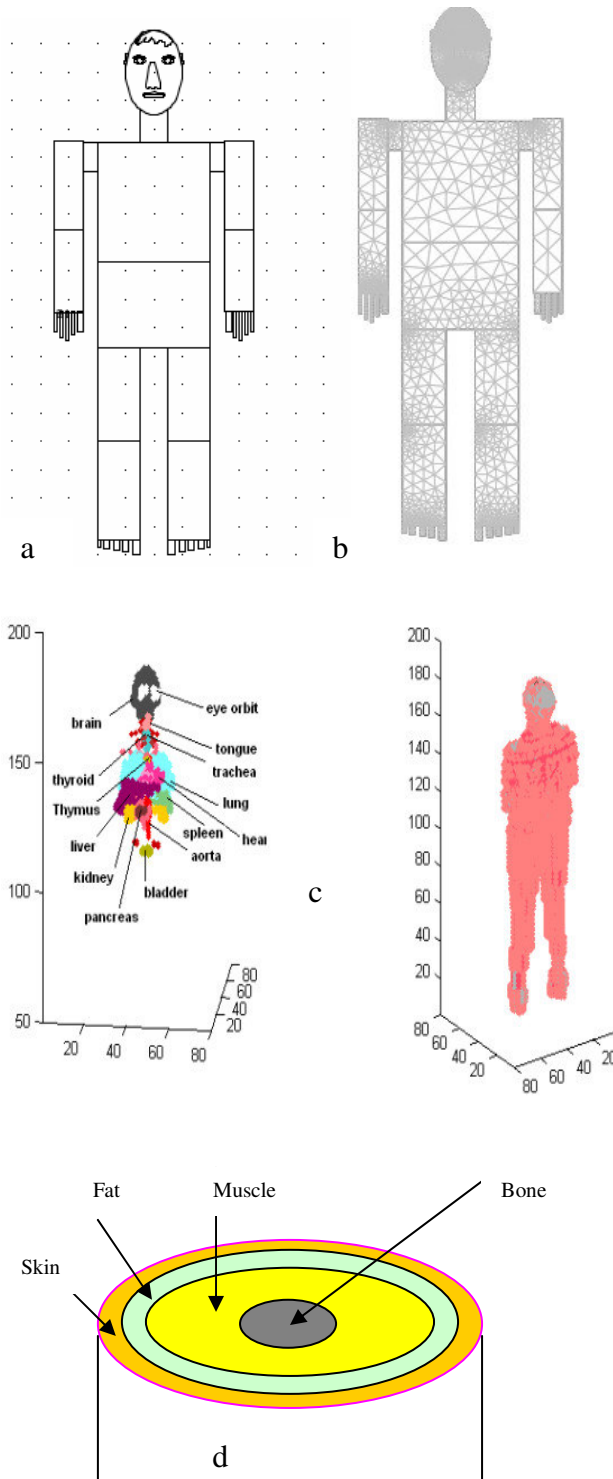 a
b
200
150
100
50
20 40 60 80
80
60
40
20
brain
eye orbit
tongue
trachea
thyroid
Thymus
lung
hear
spleen
liver
aorta
kidney
bladder
pancreas
c
200
180
160
140
120
100
80
60
40
20
80
60
40
20
80
60
40
20
Fat
Muscle
Bone
Skin
d